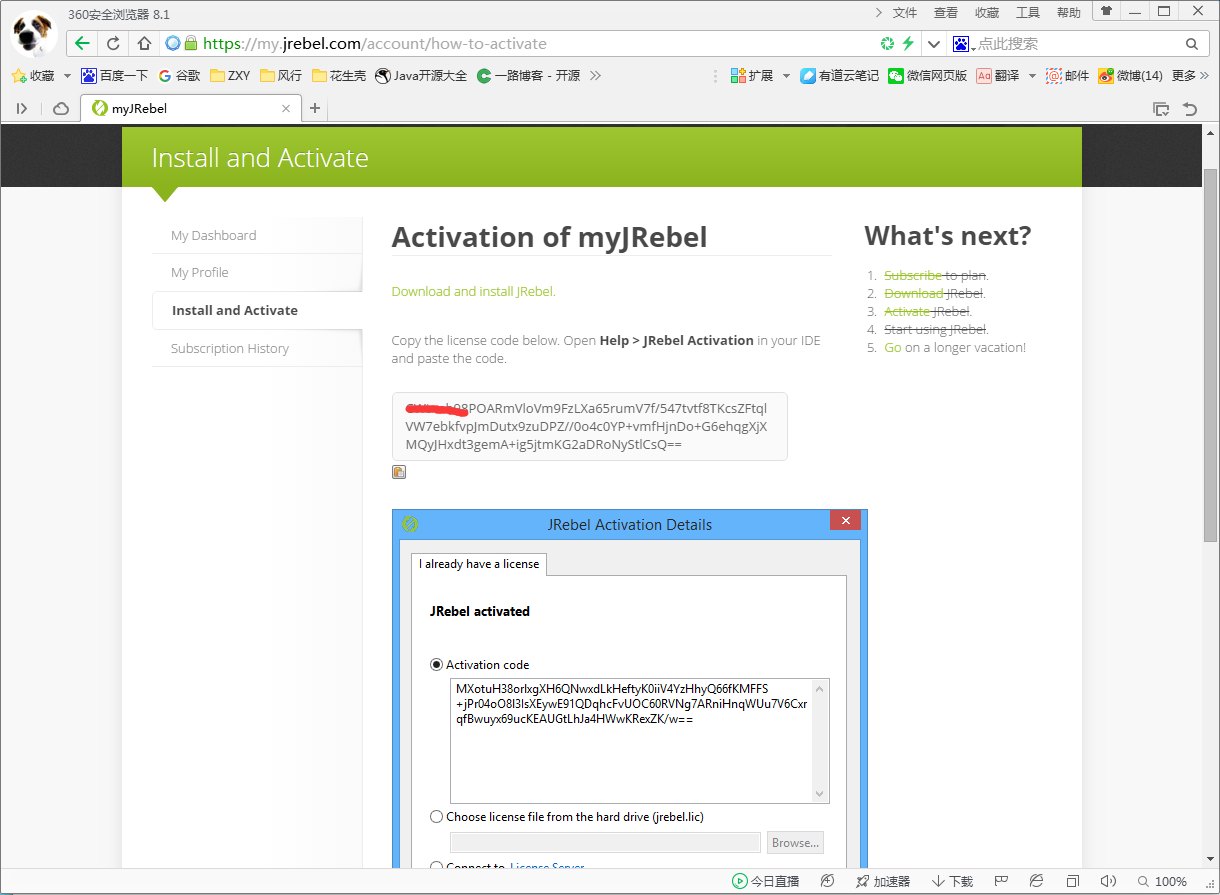 360安全浏览器 8.1
文件 查看 收藏 工具 帮助
https://my.jrebel.com/account/how-to-activate
点此搜索
收藏 百度一下 谷歌 ZXY 风行 花生壳 Java开源大全 一路博客 - 开源 扩展 有道云笔记 微信网页版 翻译 邮件 微博(14) 更多
myJRebel
Install and Activate
My Dashboard
My Profile
Install and Activate
Subscription History
Activation of myJRebel
Download and install JRebel.
Copy the license code below. Open Help > JRebel Activation in your IDE
and paste the code.
POARmVloVm9FzLXa65rumV7f/547tvtf8TKcsZFtql
VW7ebkfvpJmDutx9zuDPZ//0o4c0YP+vmfHjnDo+G6ehqgXjX
MQyJHxdt3gemA+ig5jtmKG2aDRoNyStlCsQ==
What's next?
1. Subscribe to plan.
2. Download JRebel.
3. Activate JRebel.
4. Start using JRebel.
5. Go on a longer vacation!
JRebel Activation Details
I already have a license
JRebel activated
Activation code
MXotuH38orlxgXH6QNwxdLkHeftyK0iiV4YzHhyQ66fKMFFS
+jPr04oO8I3IsXEywE91QDqhcFvUOC60RVNg7ARniHnqWUu7V6Cxr
qfBwuyx69ucKEAUGtLhJa4HWwKRexZK/w==
Choose license file from the hard drive (jrebel.lic)
Browse...
Connect to License Server
今日直播 加速器 下载 100%